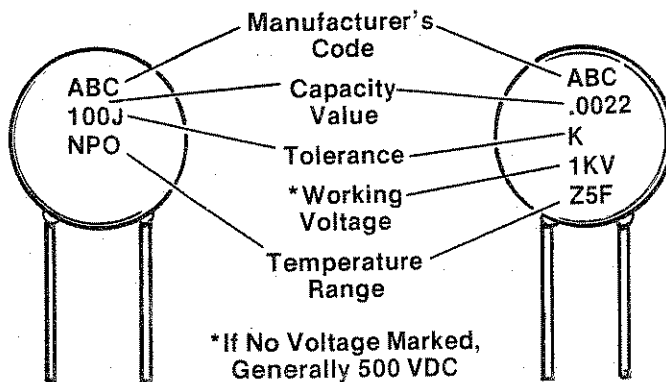 Manufacturer's
Code
ABC
100J
NPO
Capacity
Value
Tolerance
*Working
Voltage
Temperature
Range
ABC
.0022
K
1KV
Z5F
*If No Voltage Marked,
Generally 500 VDC